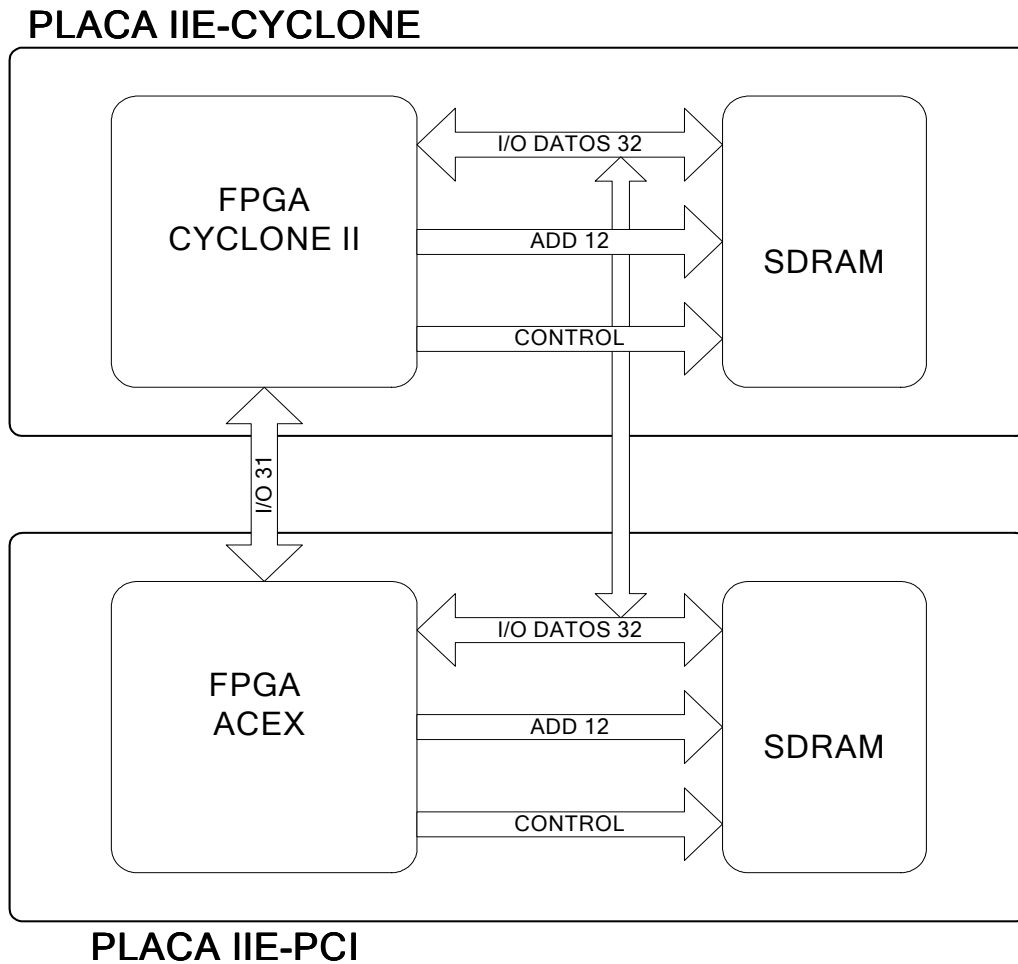 PLACA IIE-CYCLONE
I/O DATOS 32
FPGA
CYCLONE II
ADD 12
SDRAM
CONTROL
I/O 31
I/O DATOS 32
FPGA
ACEX
ADD 12
SDRAM
CONTROL
PLACA IIE-PCI